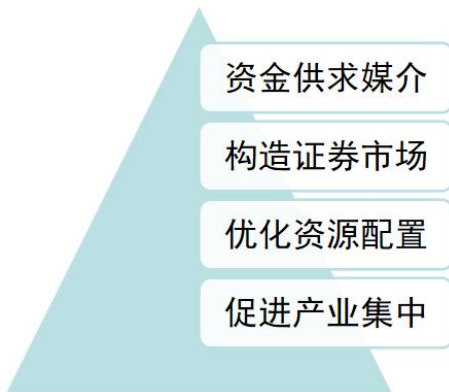 资金供求媒介
构造证券市场
优化资源配置
促进产业集中